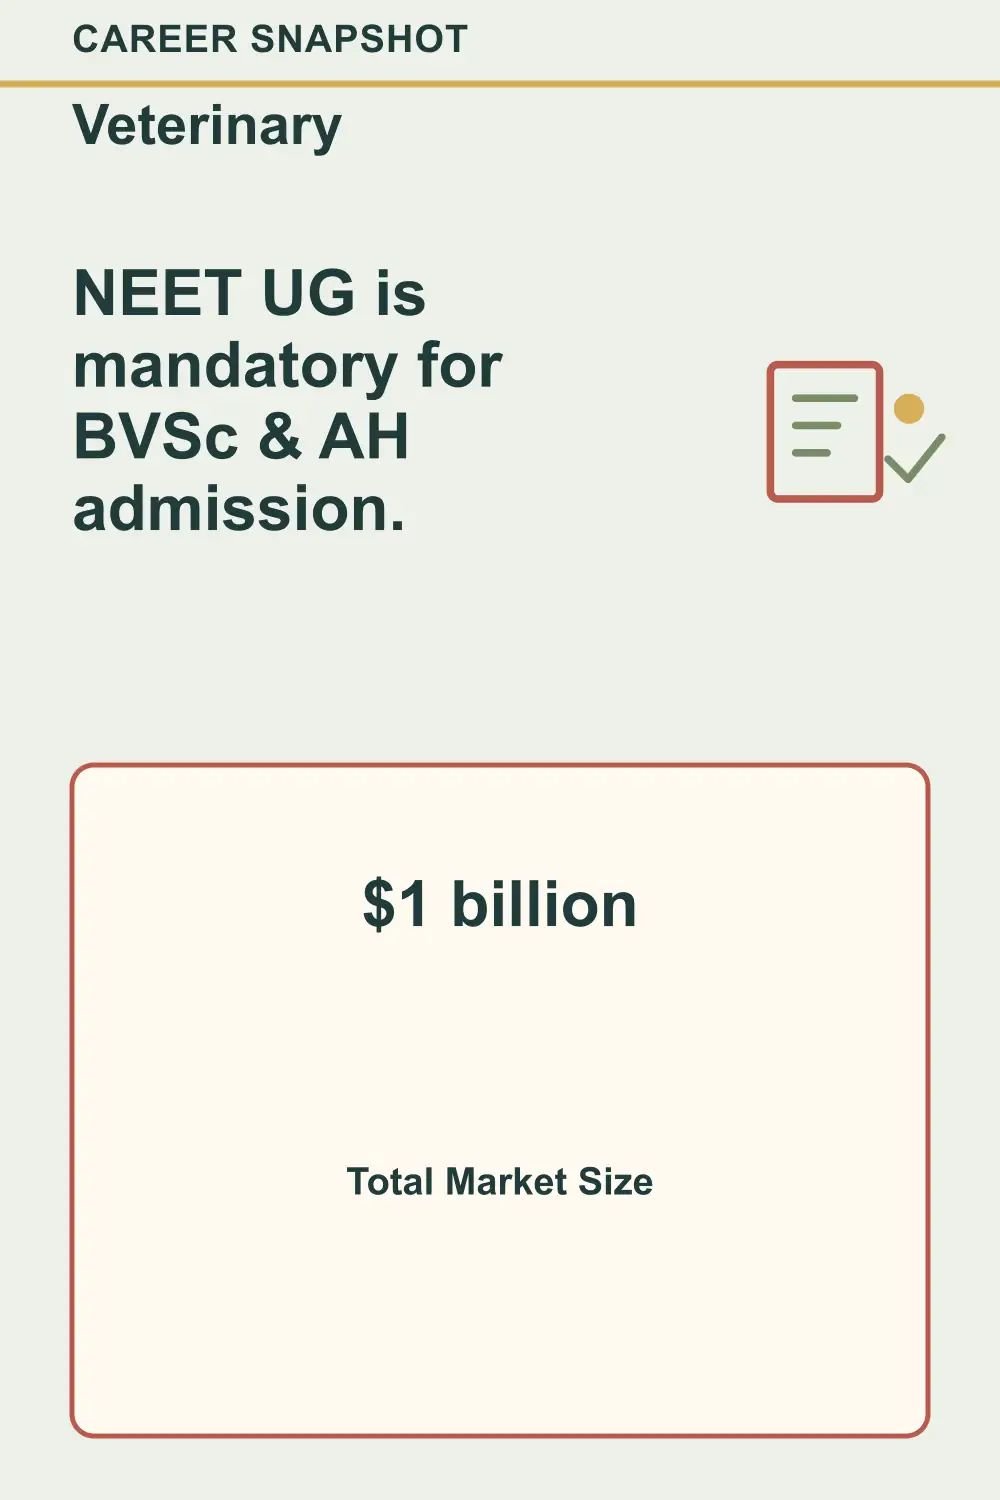 CAREER SNAPSHOT
Veterinary
NEET UG is
mandatory for
BVSc & AH
admission.
$1 billion
Total Market Size